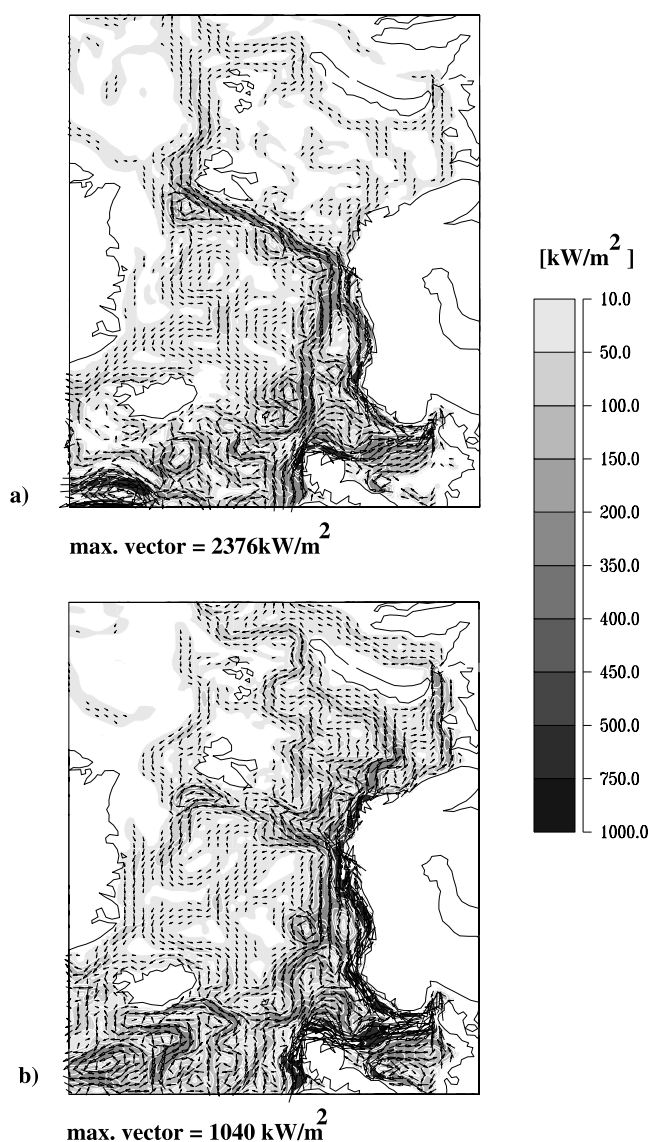 [kW/m2 ]
10.0
50.0
100.0
150.0
200.0
350.0
400.0
450.0
500.0
750.0
1000.0
a)
max. vector = 2376kW/m2
b)
max. vector = 1040 kW/m2